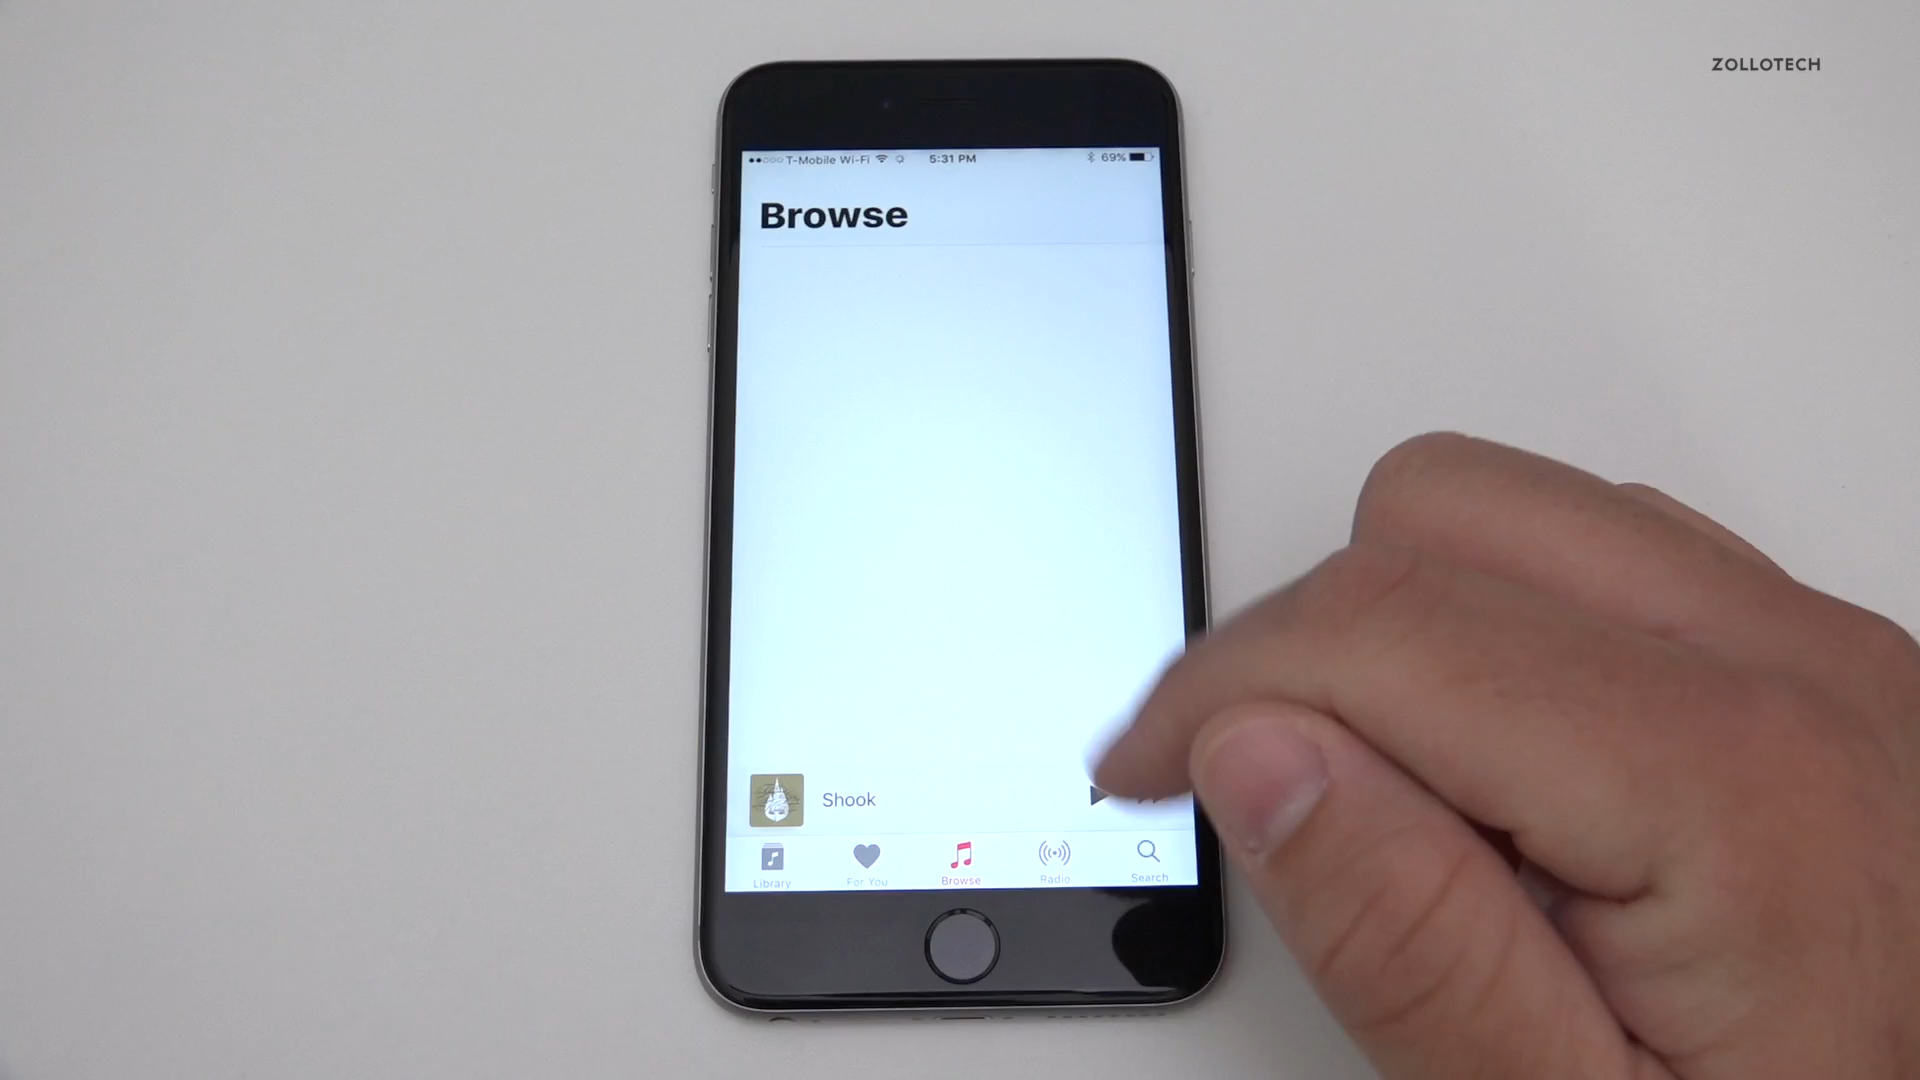 ZOLLOTECH
T-Mobile Wi-Fi 5:31 PM 69%
Browse
Shook
Library For You Browse Radio Search